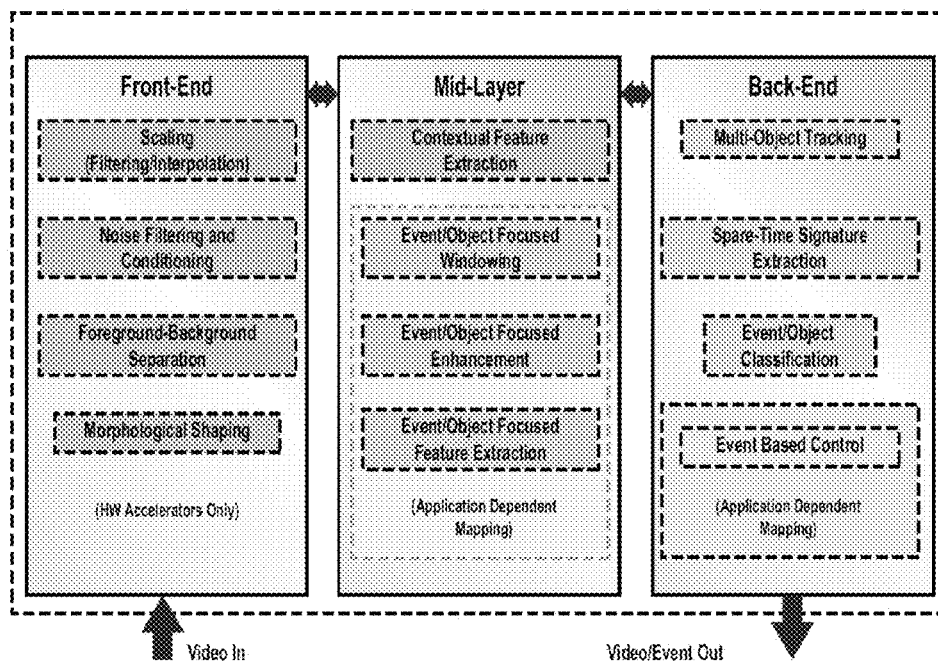 Front-End
Scaling
(Filtering/Interpolation)
Noise Filtering and
Conditioning
Foreground-Background
Separation
Morphological Shaping
(HW Accelerators Only)
Mid-Layer
Contextual Feature
Extraction
Event/Object Focused
Windowing
Event/Object Focused
Enhancement
Event/Object Focused
Feature Extraction
(Application Dependent
Mapping)
Back-End
Multi-Object Tracking
Spare-Time Signature
Extraction
Event/Object
Classification
Event Based Control
(Application Dependent
Mapping)
Video In
Video/Event Out